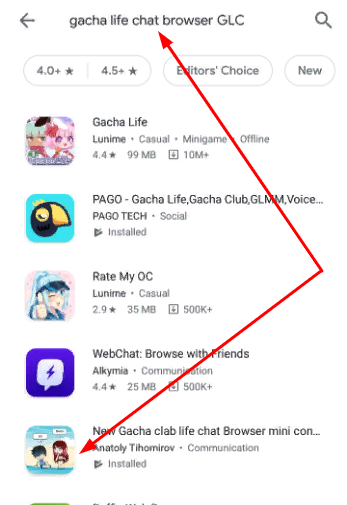 gacha life chat browser GLC
4.0+ ★ 4.5+ ★ Editors' Choice New
Gacha Life
Lunime • Casual • Minigame • Offline
4.4 ★ 99 MB 10M+
PAGO - Gacha Life,Gacha Club,GLMM,Voice...
PAGO TECH • Social
Installed
Rate My OC
Lunime • Casual
2.9 ★ 35 MB 500K+
WebChat: Browse with Friends
Alkymia • Communication
4.4 ★ 25 MB 500K+
New Gacha clab life chat Browser mini con...
Anatoly Tihomirov • Communication
Installed